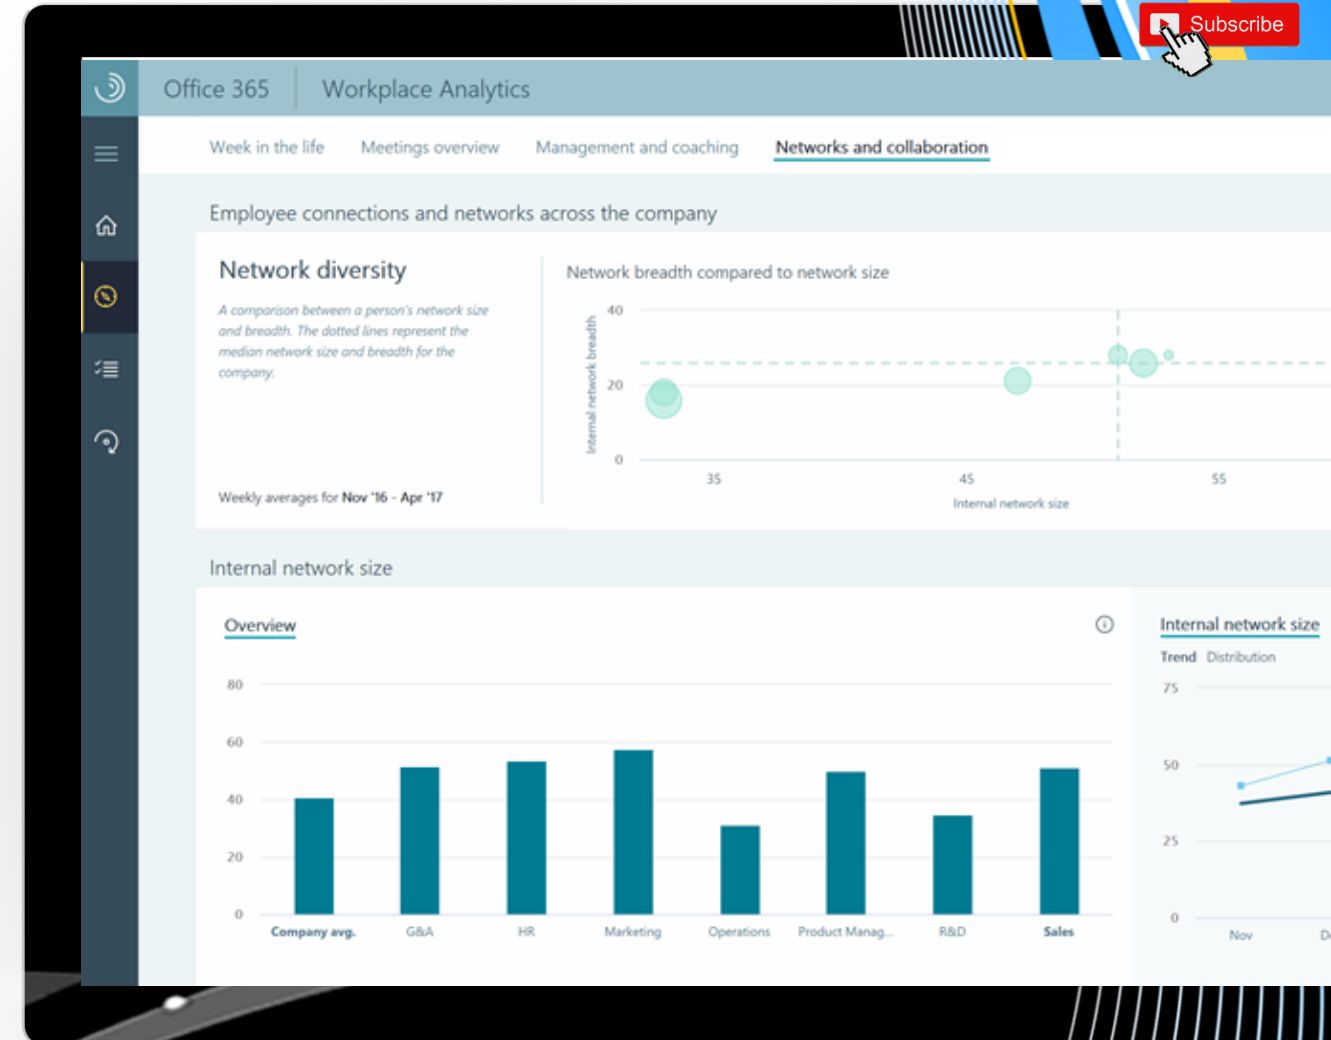 Subscribe
Office 365
Workplace Analytics
Week in the life
Meetings overview
Management and coaching
Networks and collaboration
Employee connections and networks across the company
Network diversity
A comparison between a person's network size
and breadth. The dotted lines represent the
median network size and breadth for the
company.
Weekly averages for Nov '16 - Apr '17
Network breadth compared to network size
Internal network breadth
40
20
0
35
45
55
Internal network size
Internal network size
Overview
80
60
40
20
0
Company avg.
G&A
HR
Marketing
Operations
Product Manag...
R&D
Sales
Internal network size
Trend Distribution
75
50
25
0
Nov